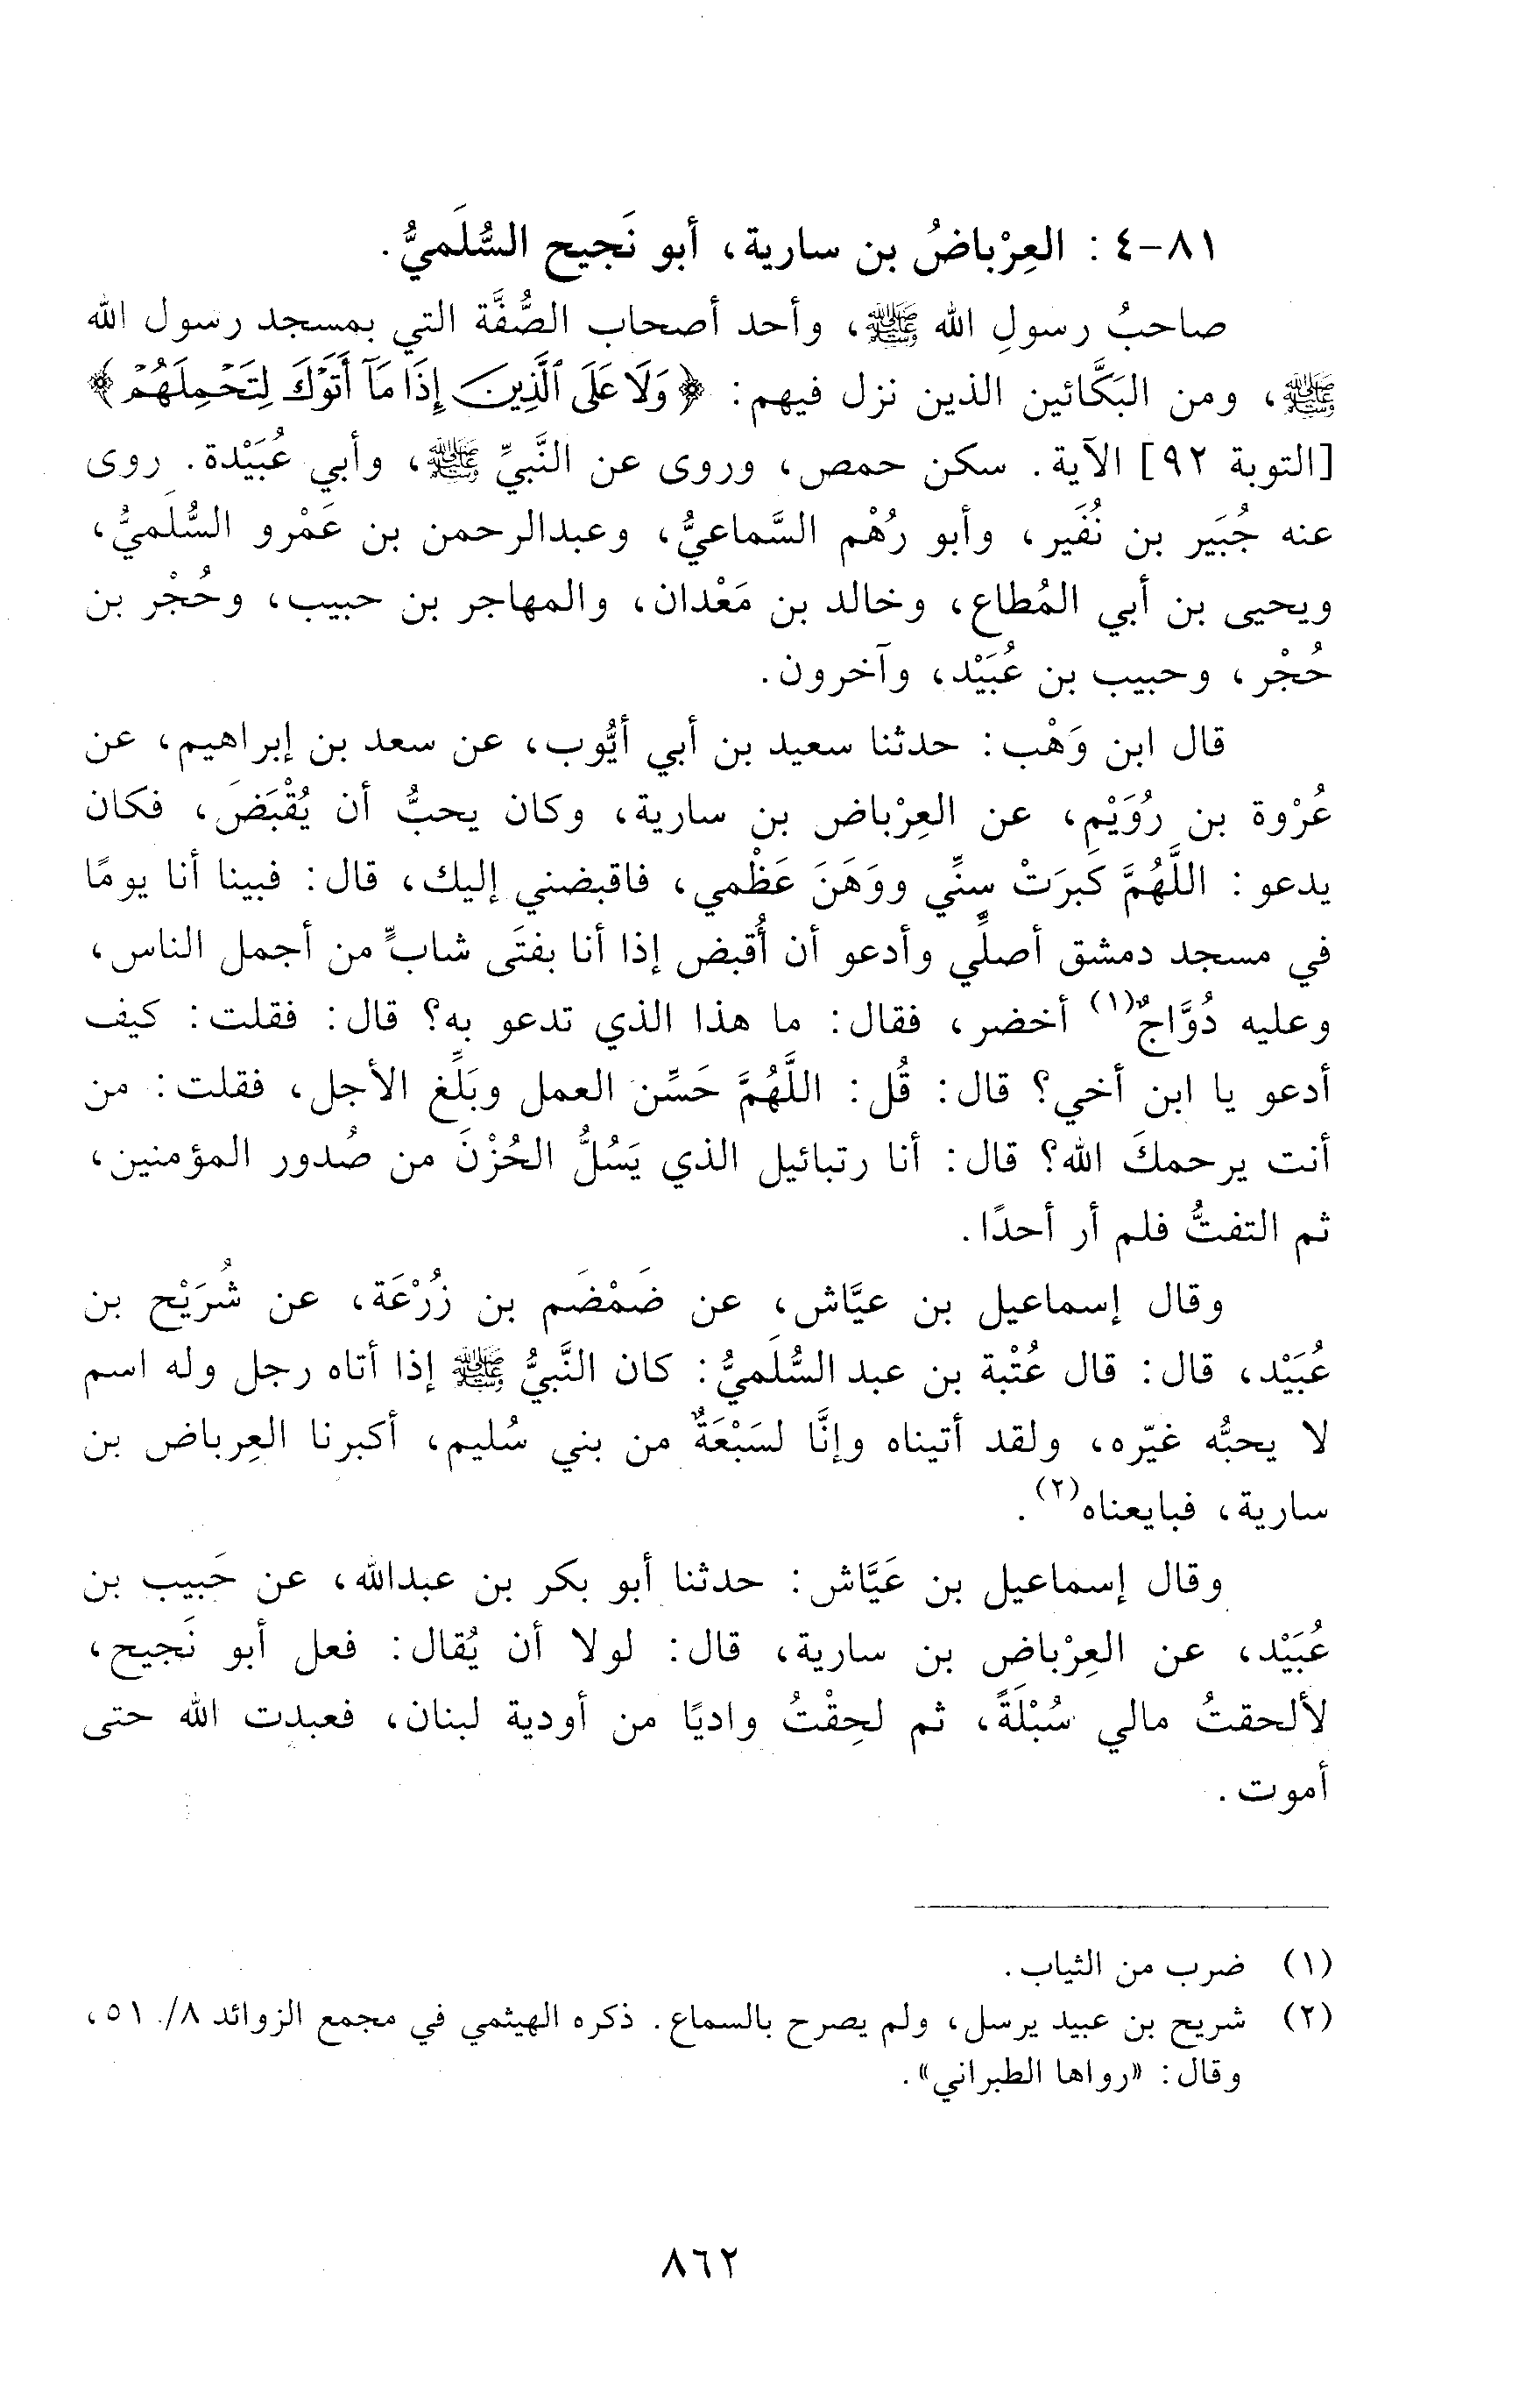 ٨١-٤: العِرْباضُ بن سارية، أبو نَجيح السُّلَميُّ.
صاحبُ رسولِ الله ﷺ، وأحد أصحاب الصُّفَّة التي بمسجد رسول الله
ﷺ، ومن البَكَّائين الذين نزل فيهم: ﴿وَلَا عَلَى ٱلَّذِينَ إِذَا مَآ أَتَوۡكَ لِتَحۡمِلَهُمۡ﴾
[التوبة ٩٢] الآية. سكن حمص، وروى عن النَّبيِّ ﷺ، وأبي عُبَيْدة. روى
عنه جُبَير بن نُفَير، وأبو رُهْم السَّماعيُّ، وعبدالرحمن بن عَمْرو السُّلَميُّ،
ويحيى بن أبي المُطاع، وخالد بن مَعْدان، والمهاجر بن حبيب، وحُجْر بن
حُجْر، وحبيب بن عُبَيْد، وآخرون.
قال ابن وَهْب: حدثنا سعيد بن أبي أيُّوب، عن سعد بن إبراهيم، عن
عُرْوة بن رُوَيْم، عن العِرْباض بن سارية، وكان يحبُّ أن يُقْبَضَ، فكان
يدعو: اللَّهُمَّ كَبرَتْ سِنِّي ووَهَنَ عَظْمي، فاقبضني إليك، قال: فبينا أنا يومًا
في مسجد دمشق أصلِّي وأدعو أن أُقبض إذا أنا بفتَى شابٍّ من أجمل الناس،
وعليه دُوَّاجٌ(١) أخضر، فقال: ما هذا الذي تدعو به؟ قال: فقلت: كيف
أدعو يا ابن أخي؟ قال: قُل: اللَّهُمَّ حَسِّن العمل وبَلِّغ الأجل، فقلت: من
أنت يرحمكَ الله؟ قال: أنا رتبائيل الذي يَسُلُّ الحُزْنَ من صُدور المؤمنين،
ثم التفتُّ فلم أر أحدًا.
وقال إسماعيل بن عيَّاش، عن ضَمْضَم بن زُرْعَة، عن شُرَيْح بن
عُبَيْد، قال: قال عُتْبة بن عبد السُّلَميُّ: كان النَّبيُّ ﷺ إذا أتاه رجل وله اسم
لا يحبُّه غيّره، ولقد أتيناه وإنَّا لسَبْعَةٌ من بني سُليم، أكبرنا العِرباض بن
سارية، فبايعناه(٢).
وقال إسماعيل بن عَيَّاش: حدثنا أبو بكر بن عبدالله، عن حَبيب بن
عُبَيْد، عن العِرْباض بن سارية، قال: لولا أن يُقال: فعل أبو نَجيح،
لألحقتُ مالي سُبْلَةً، ثم لحِقْتُ واديًا من أودية لبنان، فعبدت الله حتى
أموت.
(١) ضرب من الثياب.
(٢) شريح بن عبيد يرسل، ولم يصرح بالسماع. ذكره الهيثمي في مجمع الزوائد ٨/ ٥١،
وقال: «رواها الطبراني».
٨٦٢